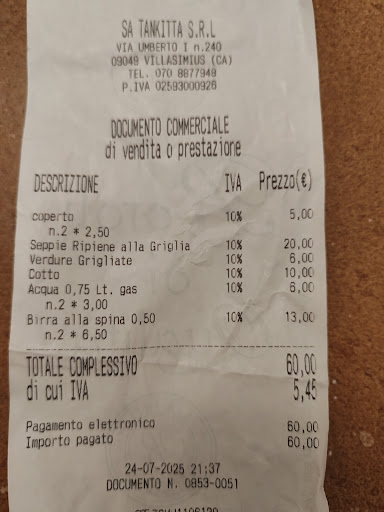 SA TANKITTA S.R.L
VIA UMBERTO I n.240
09049 VILLASIMIUS (CA)
TEL. 070 8877948
P.IVA 02593000926
DOCUMENTO COMMERCIALE
di vendita o prestazione
DESCRIZIONE IVA Prezzo(€)
coperto 10% 5,00
n.2 * 2,50
Seppie Ripiene alla Griglia 10% 20,00
Verdure Grigliate 10% 6,00
Cotto 10% 10,00
Acqua 0,75 Lt. gas 10% 6,00
n.2 * 3,00
Birra alla spina 0,50 10% 13,00
n.2 * 6,50
TOTALE COMPLESSIVO 60,00
di cui IVA 5,45
Pagamento elettronico 60,00
Importo pagato 60,00
24-07-2025 21:37
DOCUMENTO N. 0853-0051